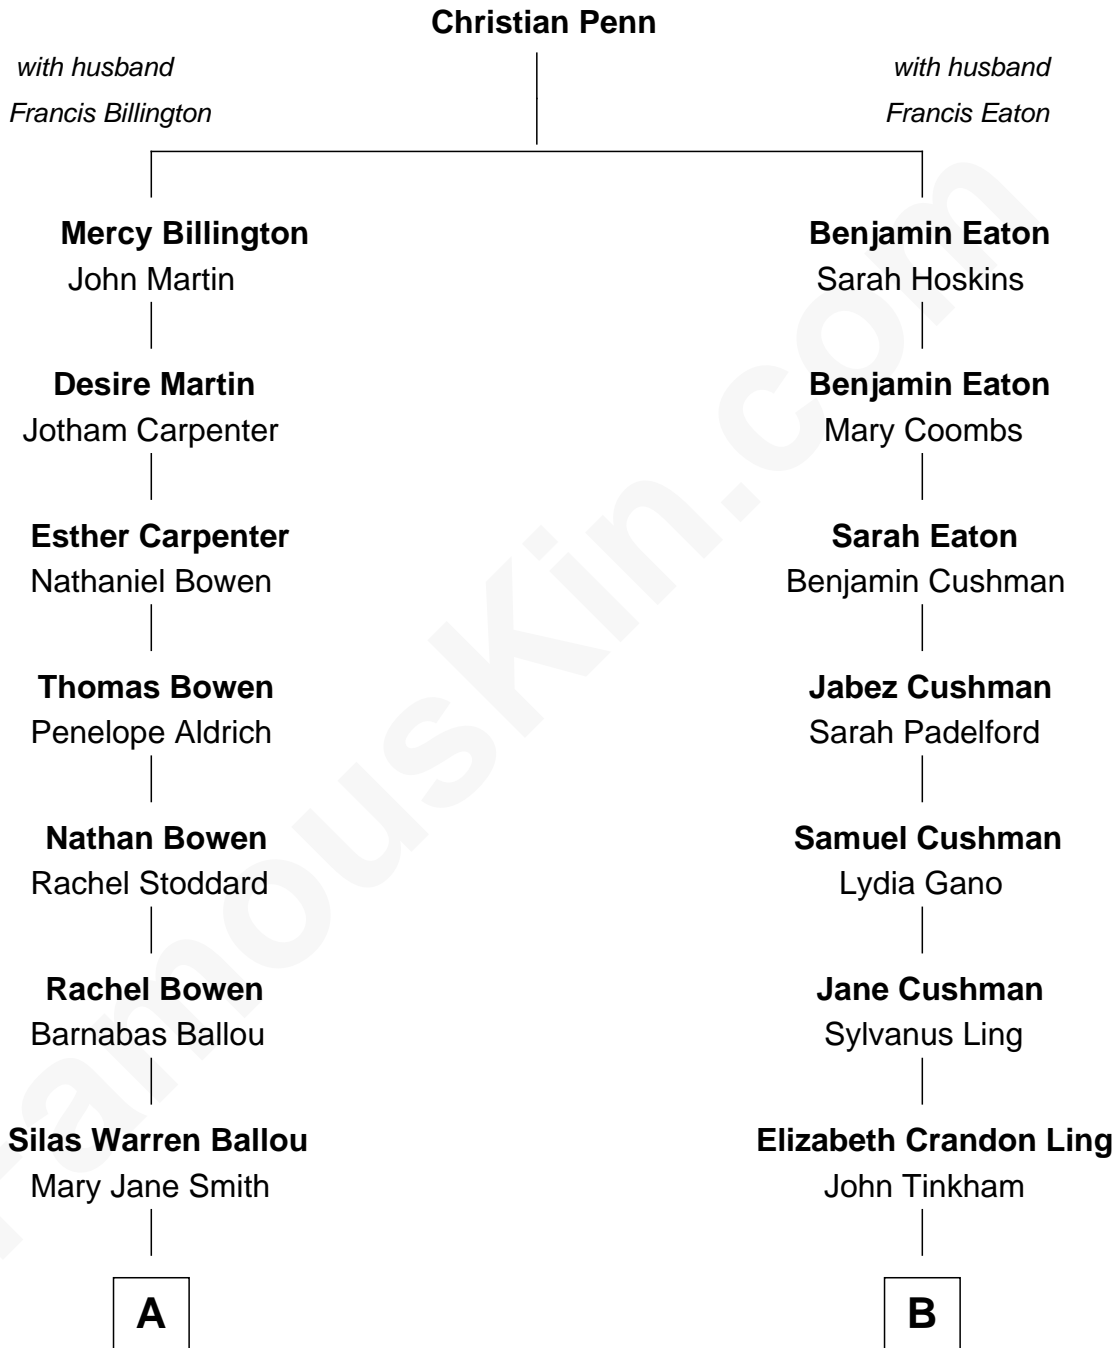 Christian Penn
with husband
Francis Billington
with husband
Francis Eaton
Mercy Billington
John Martin
Desire Martin
Jotham Carpenter
Esther Carpenter
Nathaniel Bowen
Thomas Bowen
Penelope Aldrich
Nathan Bowen
Rachel Stoddard
Rachel Bowen
Barnabas Ballou
Silas Warren Ballou
Mary Jane Smith
A
Benjamin Eaton
Sarah Hoskins
Benjamin Eaton
Mary Coombs
Sarah Eaton
Benjamin Cushman
Jabez Cushman
Sarah Padelford
Samuel Cushman
Lydia Gano
Jane Cushman
Sylvanus Ling
Elizabeth Crandon Ling
John Tinkham
B
FamousKin.com